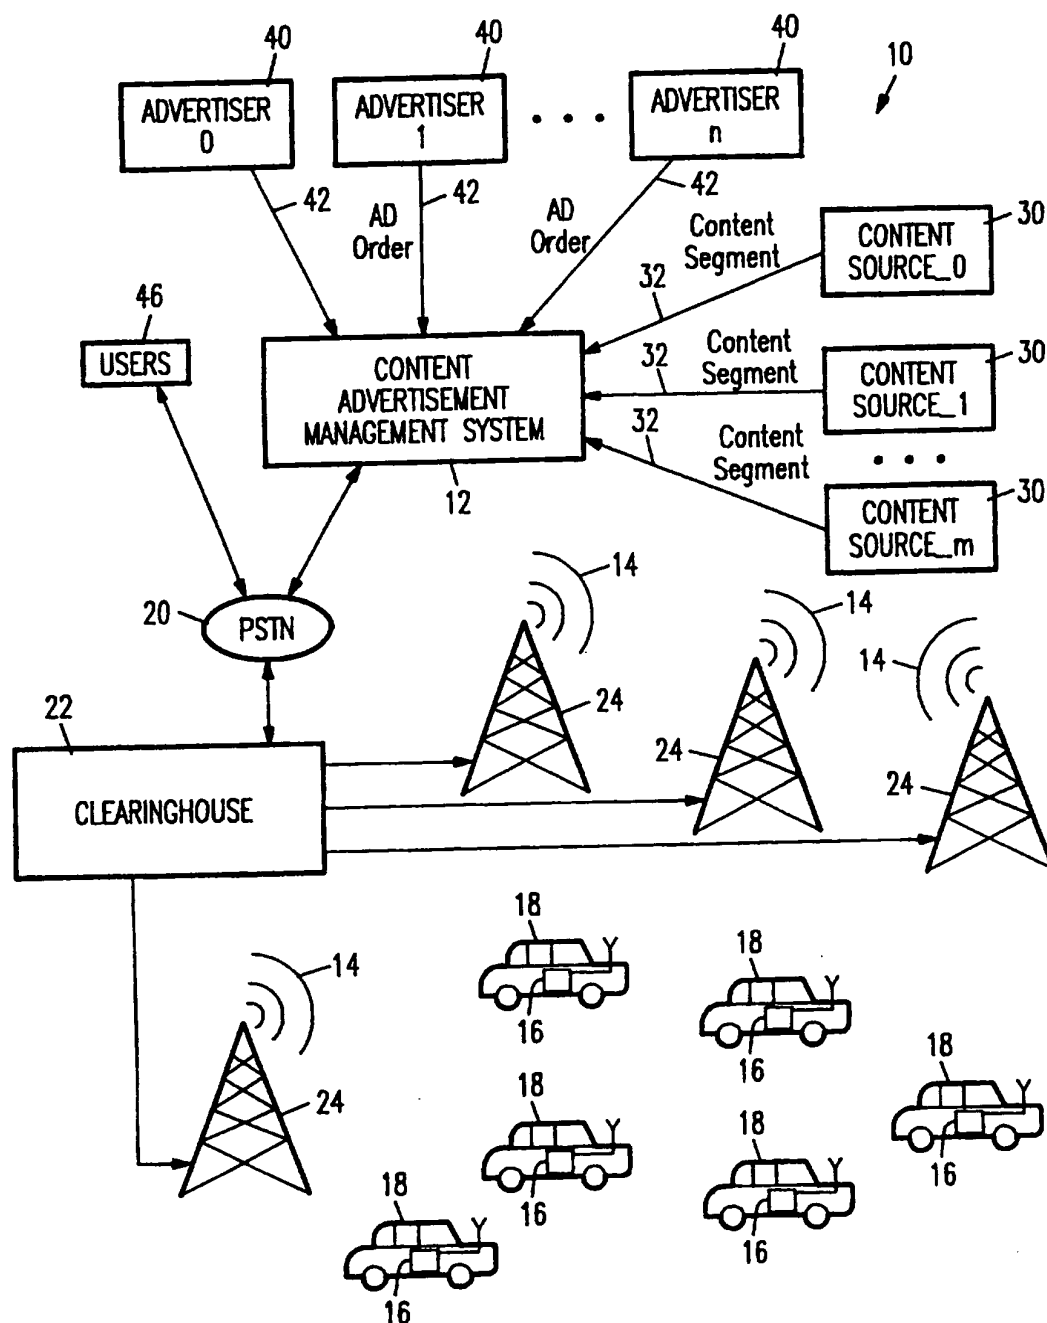 40
40
40
10
ADVERTISER
0
ADVERTISER
1
• • •
ADVERTISER
n
42
42
42
AD
Order
AD
Order
Content
Segment
30
CONTENT
SOURCE_0
32
46
USERS
CONTENT
ADVERTISEMENT
MANAGEMENT SYSTEM
12
32
Content
Segment
30
CONTENT
SOURCE_1
• • •
32
Content
Segment
30
CONTENT
SOURCE_m
20
PSTN
14
14
14
24
24
24
22
CLEARINGHOUSE
14
24
18
16
18
16
18
16
18
16
18
16
18
16